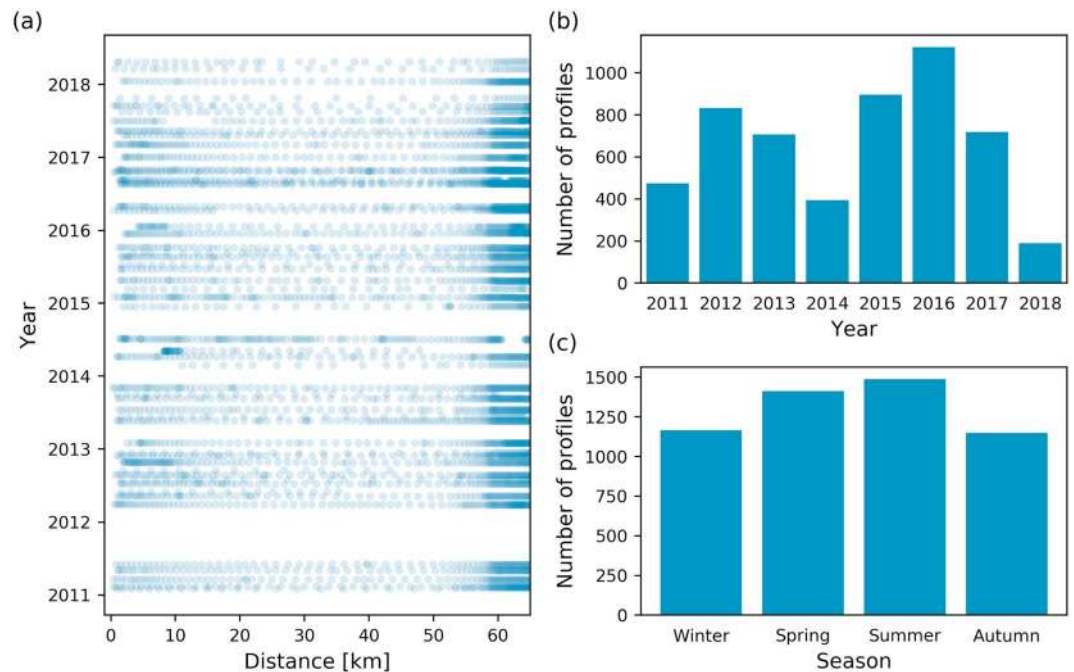 (a)
2018
2017
2016
2015
2014
2013
2012
2011
Year
0 10 20 30 40 50 60
Distance [km]
(b)
1000
800
600
400
200
0
Number of profiles
2011 2012 2013 2014 2015 2016 2017 2018
Year
(c)
1500
1250
1000
750
500
250
0
Number of profiles
Winter Spring Summer Autumn
Season